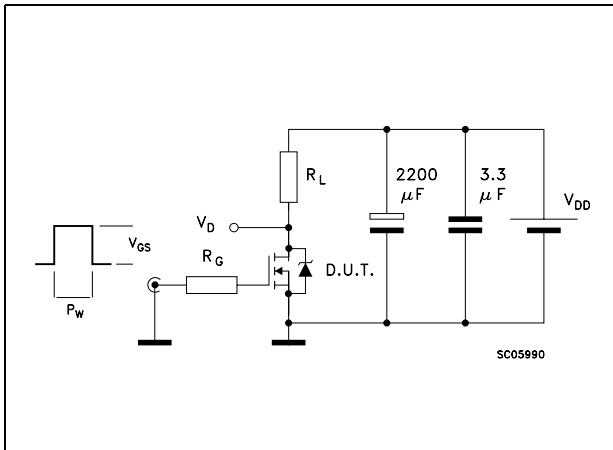 R_L
2200 μF
3.3 μF
V_DD
V_D
V_GS
R_G
D.U.T.
P_W
SC05990